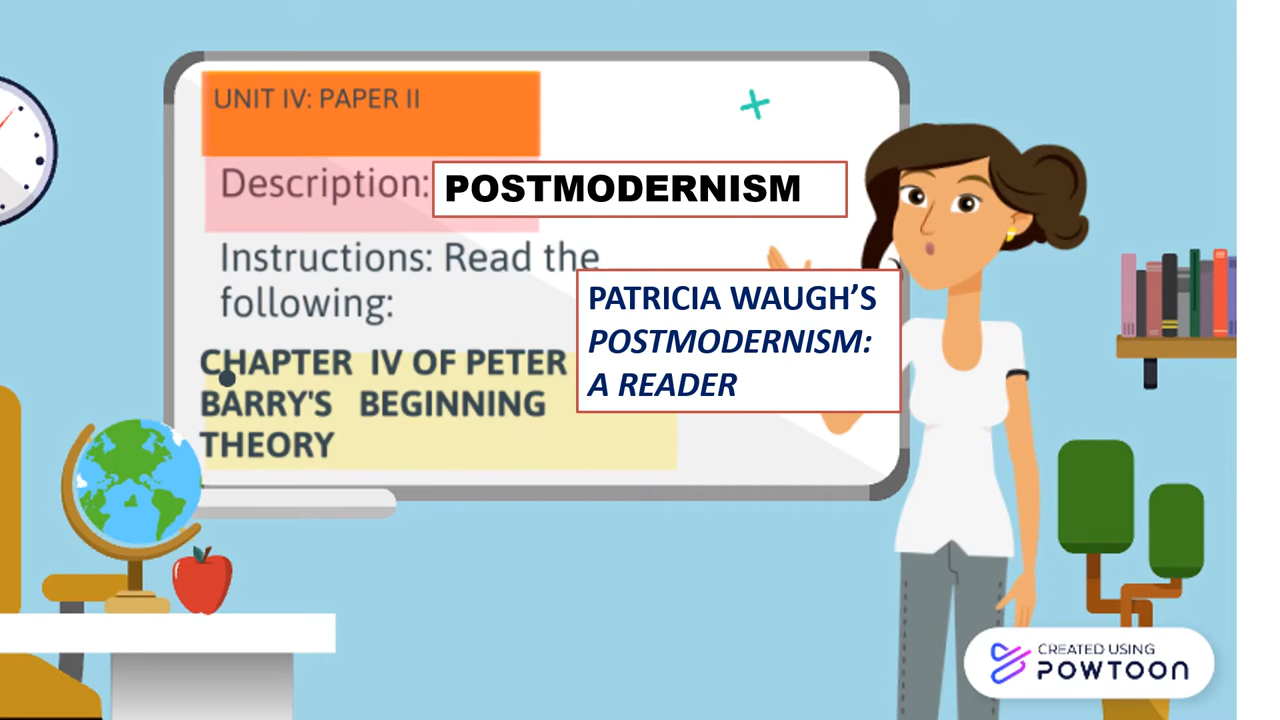 UNIT IV: PAPER II
Description: POSTMODERNISM
Instructions: Read the
following:
CHAPTER IV OF PETER
BARRY'S BEGINNING
THEORY
PATRICIA WAUGH’S
POSTMODERNISM:
A READER
CREATED USING
POWTOON